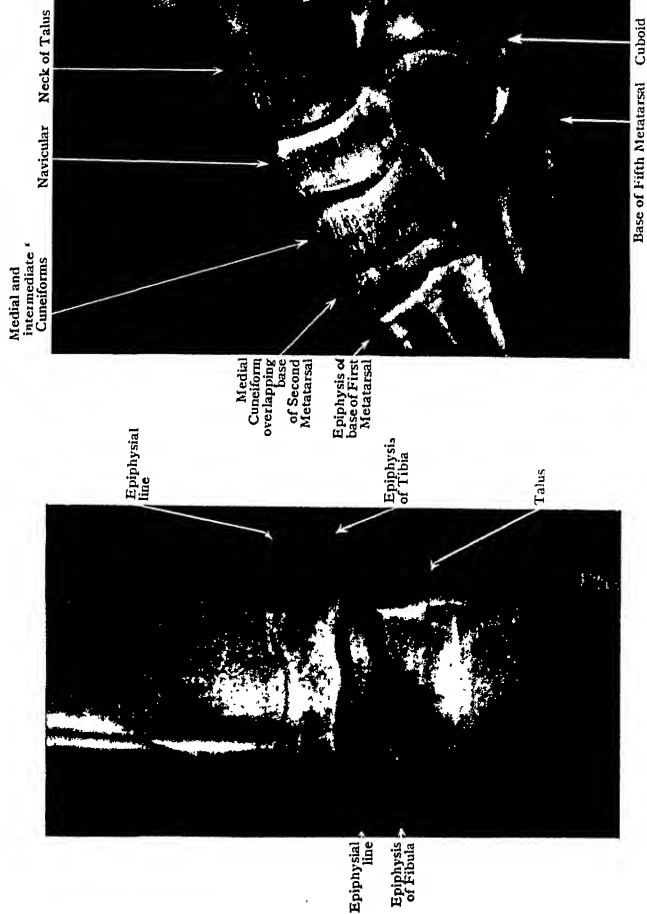 Medial and
intermediate
Cuneiforms
Navicular
Neck of Talus
Medial
Cuneiform
overlapping
base
of Second
Metatarsal
Epiphysis of
base of First
Metatarsal
Base of Fifth Metatarsal
Cuboid
Epiphysial
line
Epiphysis
of Tibia
Talus
Epiphysial
line
Epiphysis
of Fibula